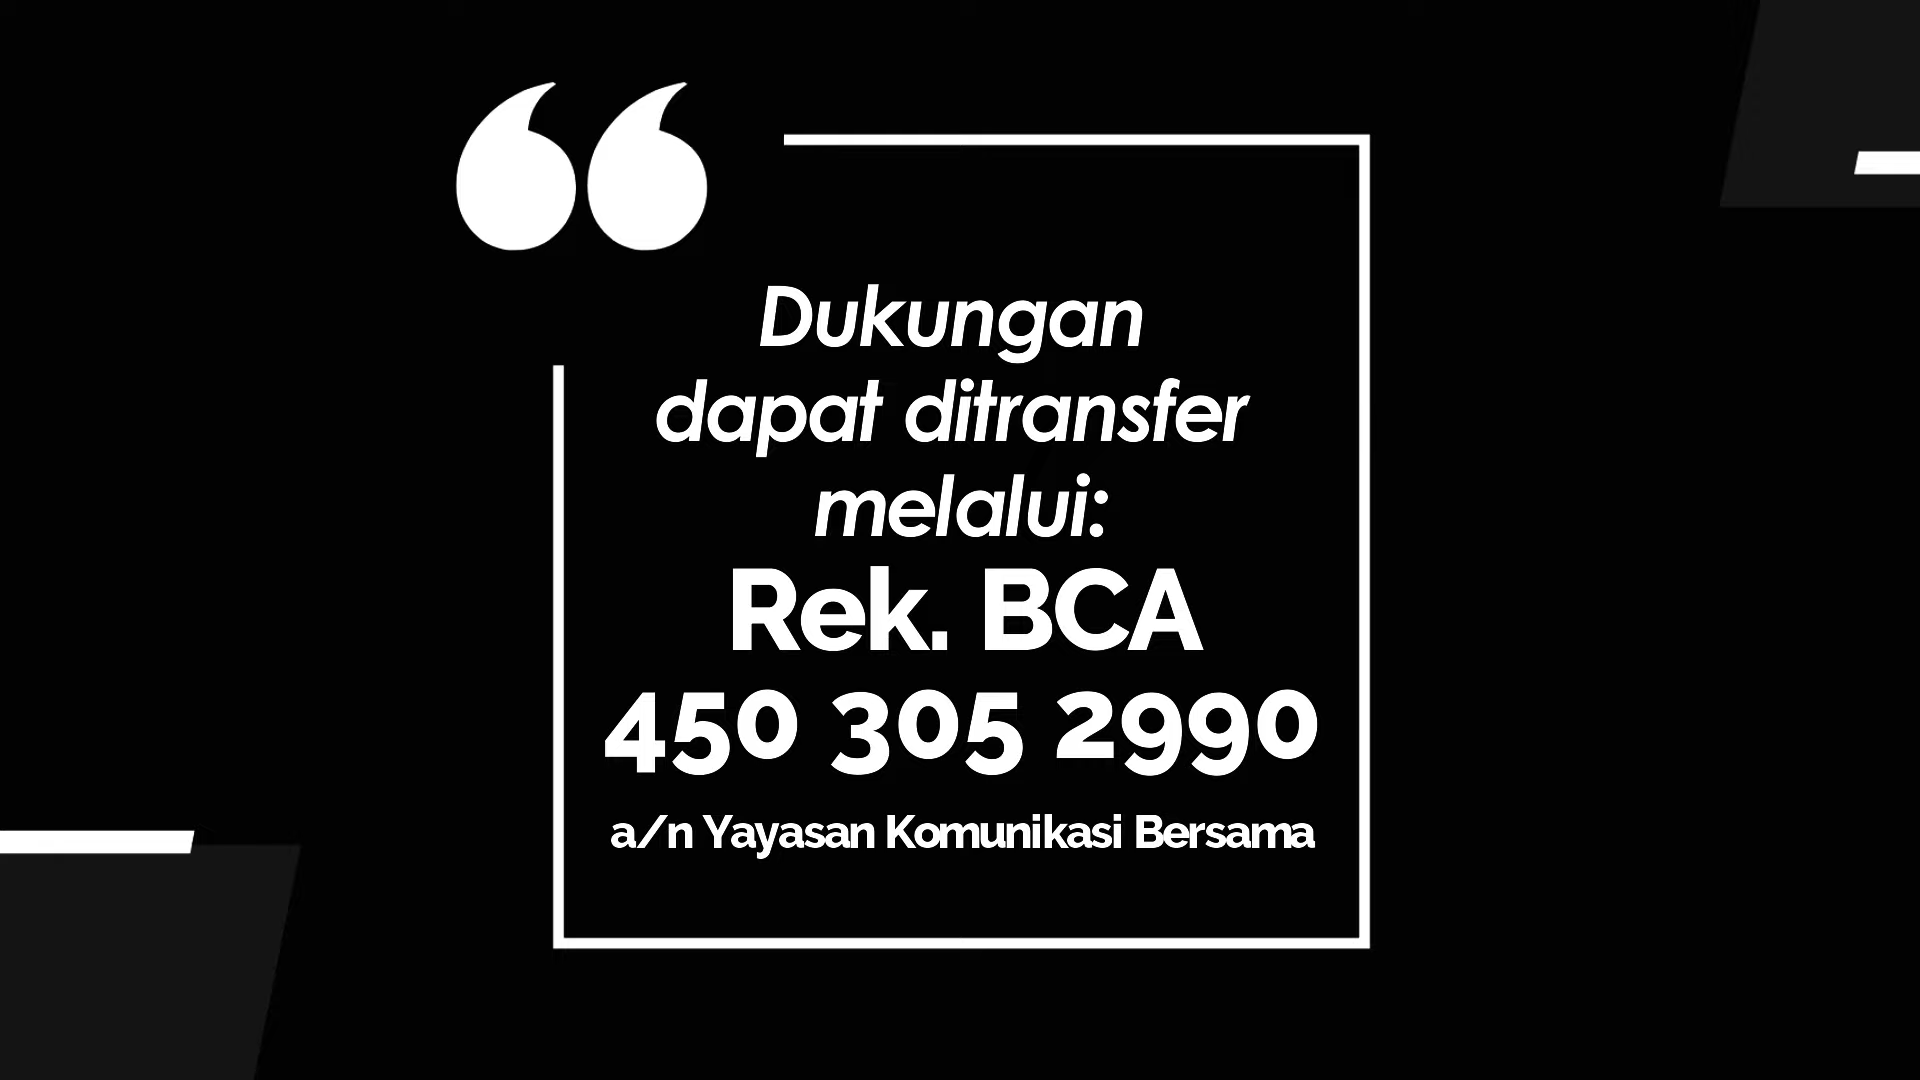 Dukungan
dapat ditransfer
melalui:
Rek. BCA
450 305 2990
a/n Yayasan Komunikasi Bersama